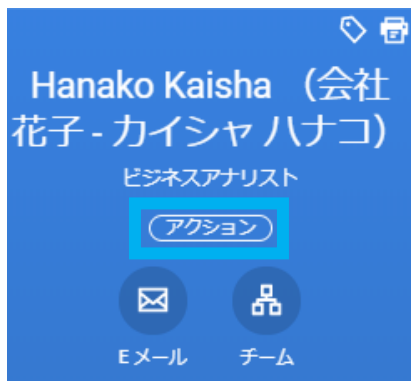 Hanako Kaisha （会社
花子 - カイシャ ハナコ）
ビジネスアナリスト
アクション
Eメール チーム